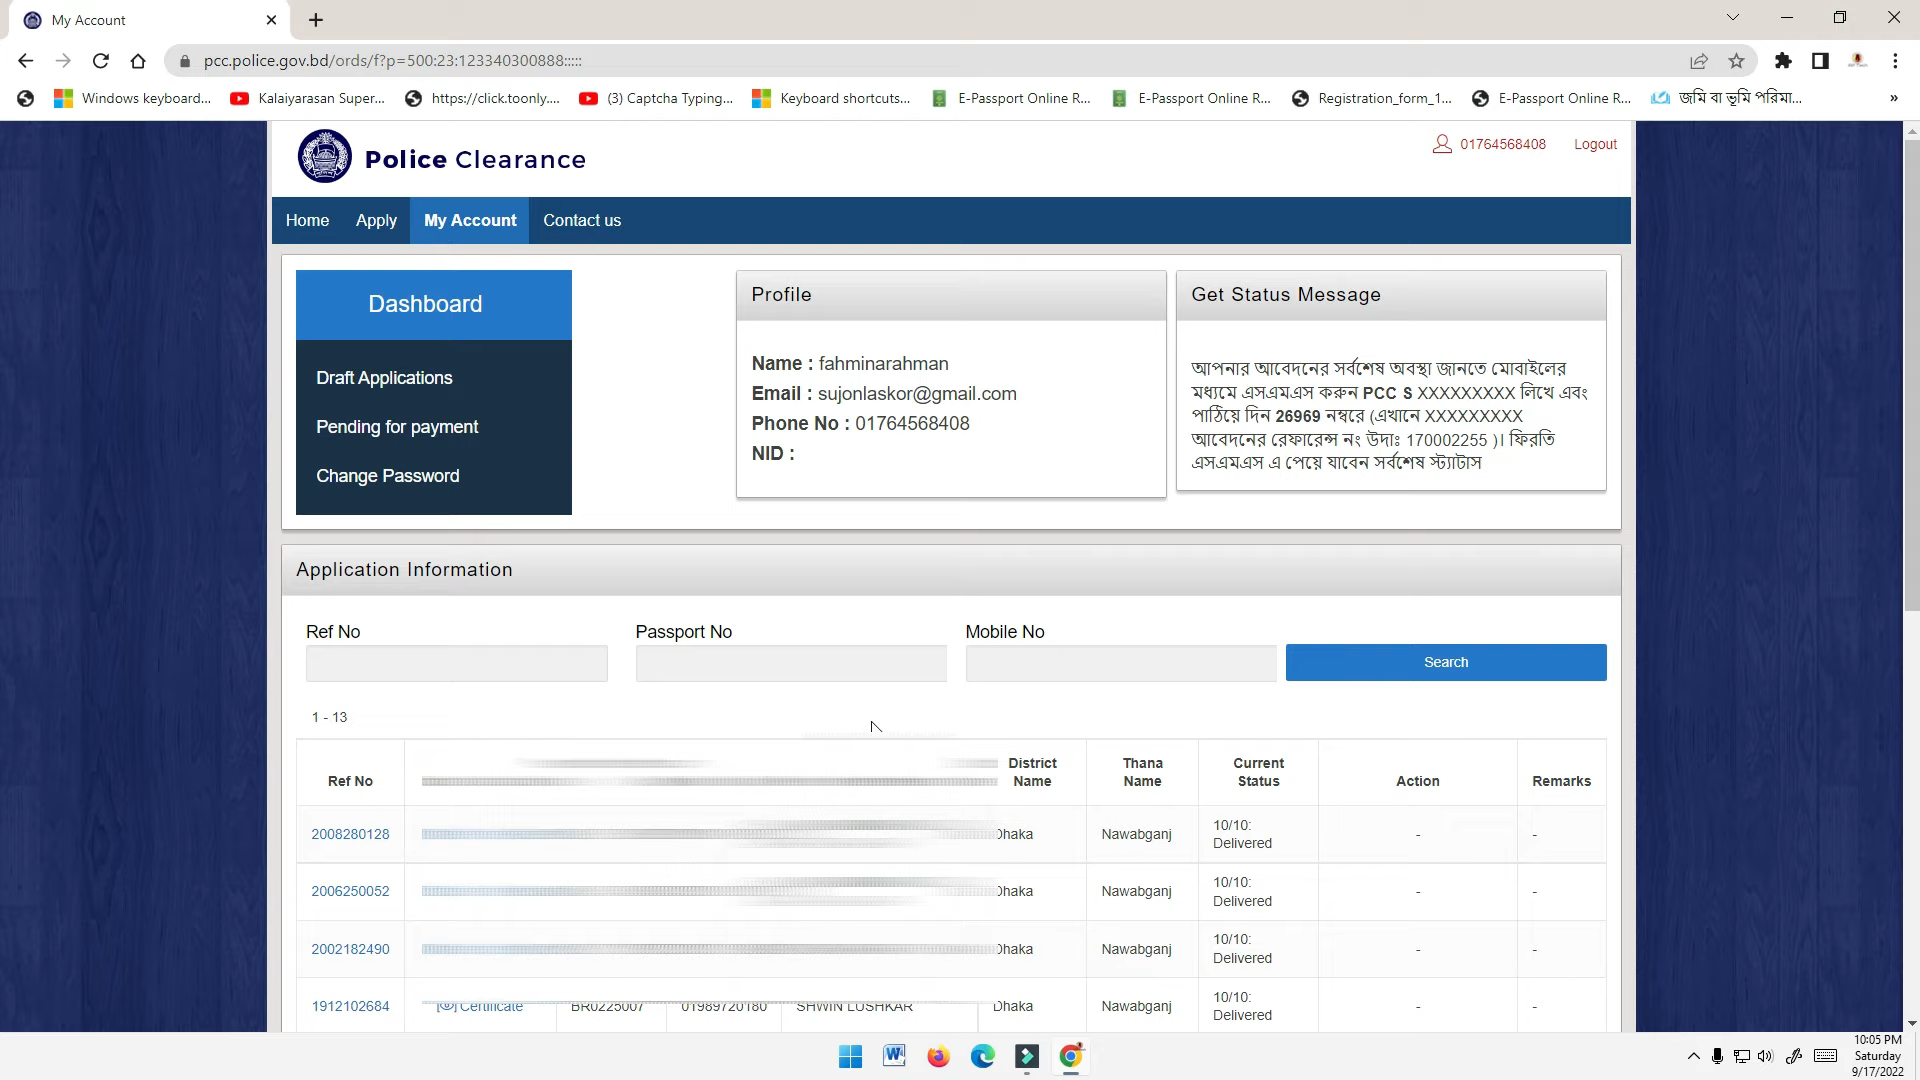 My Account
pcc.police.gov.bd/ords/f?p=500:23:123340300888:::::
Windows keyboard...
Kalaiyarasan Super...
https://click.toonly....
(3) Captcha Typing...
Keyboard shortcuts...
E-Passport Online R...
E-Passport Online R...
Registration_form_1...
E-Passport Online R...
জমি বা ভূমি পরিমা...
»
Police Clearance
01764568408
Logout
Home
Apply
My Account
Contact us
Dashboard
Draft Applications
Pending for payment
Change Password
Profile
Name : fahminarahman
Email : sujonlaskor@gmail.com
Phone No : 01764568408
NID :
Get Status Message
আপনার আবেদনের সর্বশেষ অবস্থা জানতে মোবাইলের
মধ্যমে এসএমএস করুন PCC S XXXXXXXXX লিখে এবং
পাঠিয়ে দিন 26969 নম্বরে (এখানে XXXXXXXXX
আবেদনের রেফারেন্স নং উদাঃ 170002255 )। ফিরতি
এসএমএস এ পেয়ে যাবেন সর্বশেষ স্ট্যাটাস
Application Information
Ref No
Passport No
Mobile No
Search
1 - 13
Ref No
District Name
Thana Name
Current Status
Action
Remarks
2008280128 Dhaka Nawabganj 10/10: Delivered - -
2006250052 Dhaka Nawabganj 10/10: Delivered - -
2002182490 Dhaka Nawabganj 10/10: Delivered - -
1912102684 Certificate BR0225007 01989720180 SHWIN LUSHKAR Dhaka Nawabganj 10/10: Delivered - -
10:05 PM
Saturday
9/17/2022